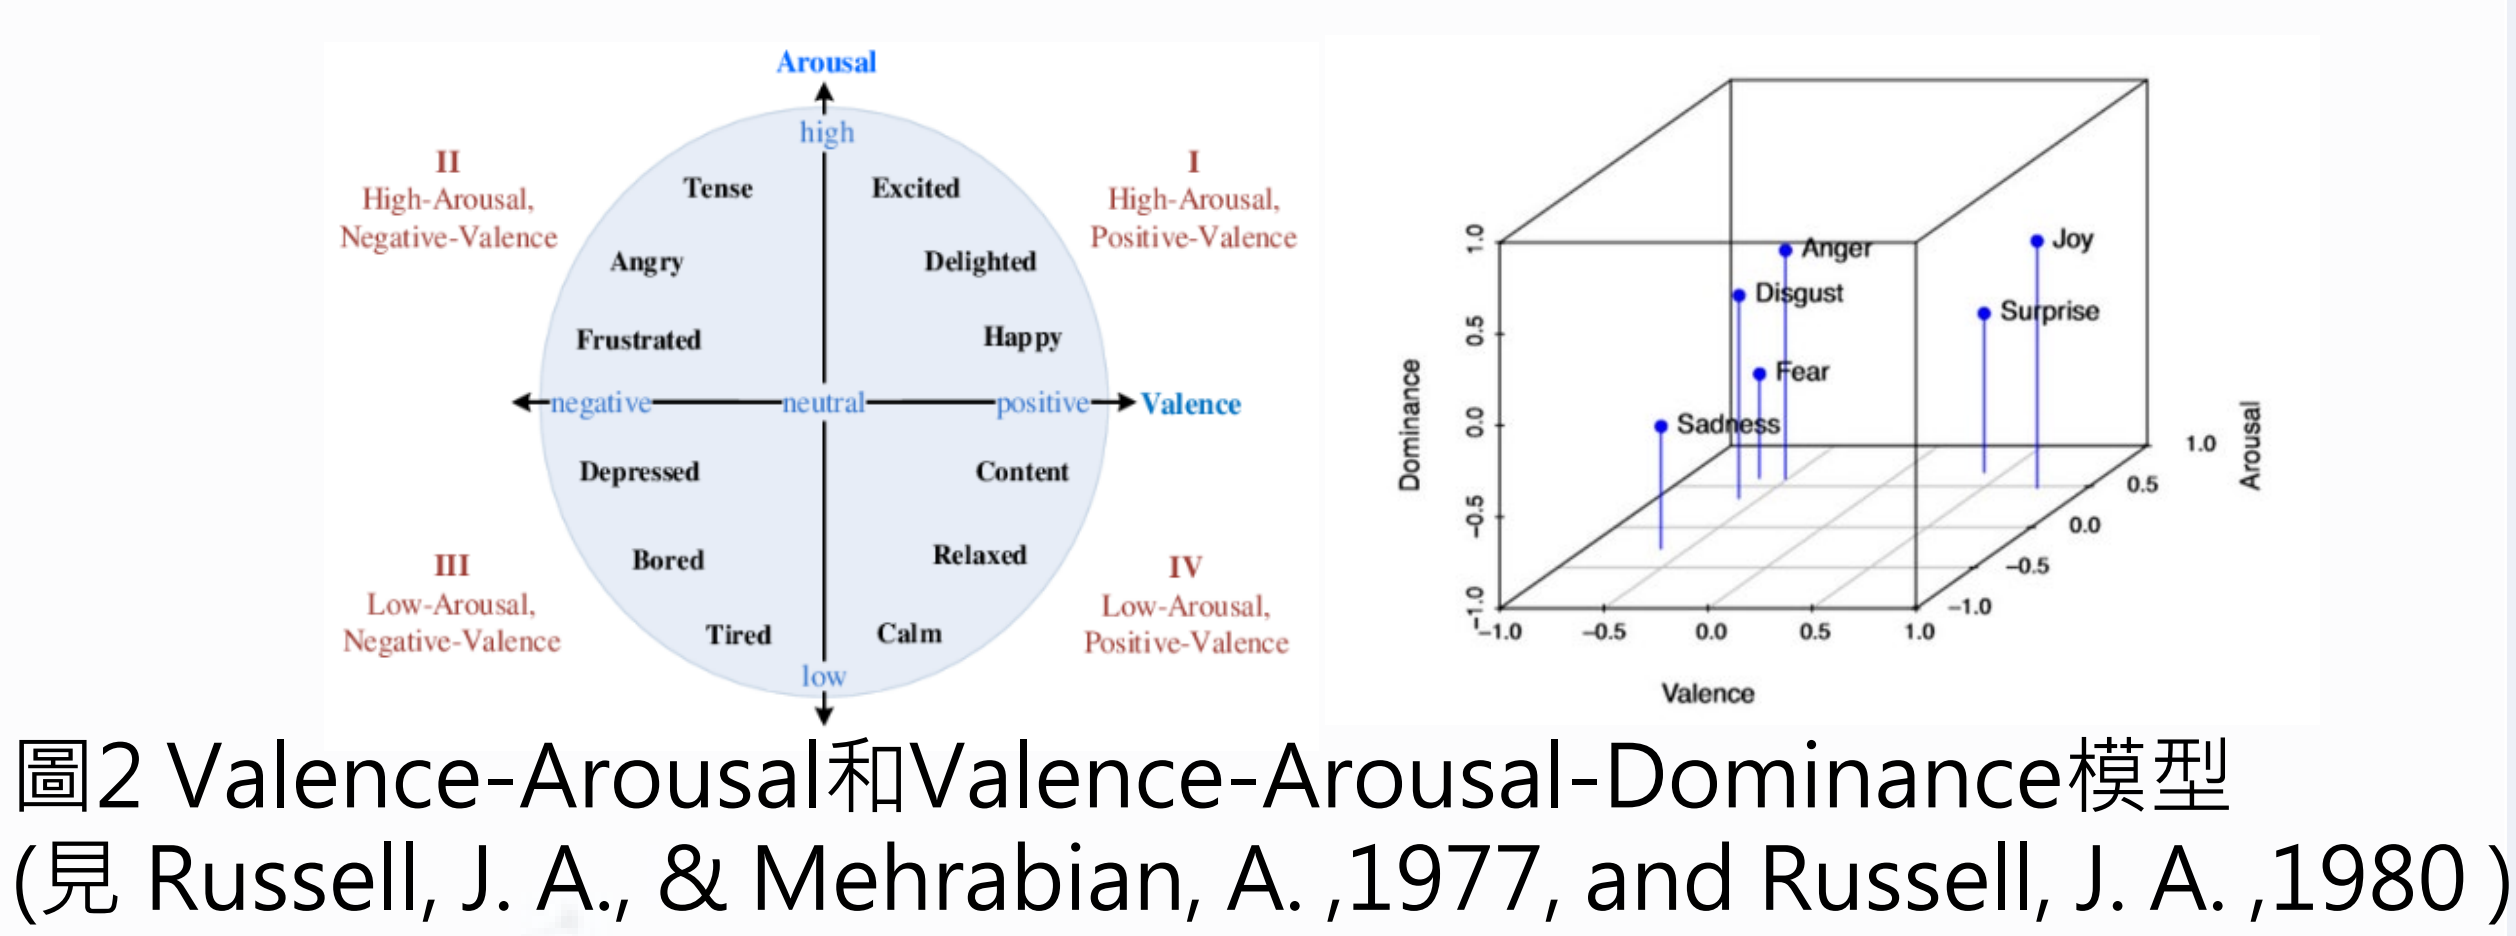 Arousal
high
II
High-Arousal,
Negative-Valence
I
High-Arousal,
Positive-Valence
Tense
Excited
Angry
Delighted
Frustrated
Happy
negative
neutral
positive
Valence
Depressed
Content
Bored
Relaxed
III
Low-Arousal,
Negative-Valence
IV
Low-Arousal,
Positive-Valence
Tired
Calm
low
Anger
Joy
Disgust
Surprise
Fear
Sadness
Dominance
1.0
0.5
0.0
−0.5
−1.0
Arousal
1.0
0.5
0.0
−0.5
−1.0
−1.0
−0.5
0.0
0.5
1.0
Valence
圖2 Valence-Arousal和Valence-Arousal-Dominance模型
(見 Russell, J. A., & Mehrabian, A. ,1977, and Russell, J. A. ,1980 )